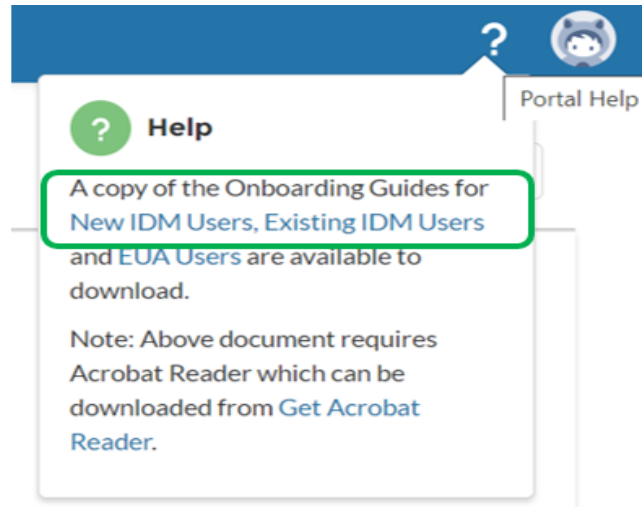 ?
Portal Help
? Help
A copy of the Onboarding Guides for
New IDM Users, Existing IDM Users
and EUA Users are available to
download.
Note: Above document requires
Acrobat Reader which can be
downloaded from Get Acrobat
Reader.